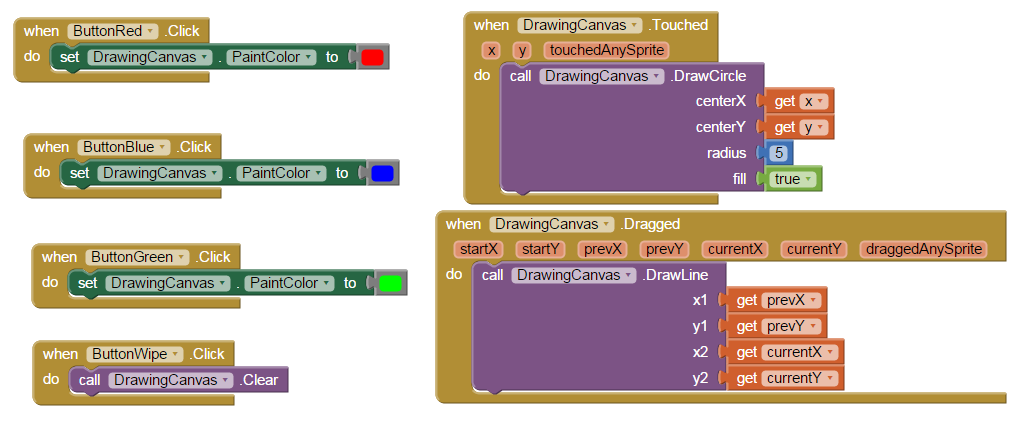 when ButtonRed .Click
do set DrawingCanvas . PaintColor to
when ButtonBlue .Click
do set DrawingCanvas . PaintColor to
when ButtonGreen .Click
do set DrawingCanvas . PaintColor to
when ButtonWipe .Click
do call DrawingCanvas .Clear
when DrawingCanvas .Touched
x y touchedAnySprite
do call DrawingCanvas .DrawCircle
centerX get x
centerY get y
radius 5
fill true
when DrawingCanvas .Dragged
startX startY prevX prevY currentX currentY draggedAnySprite
do call DrawingCanvas .DrawLine
x1 get prevX
y1 get prevY
x2 get currentX
y2 get currentY